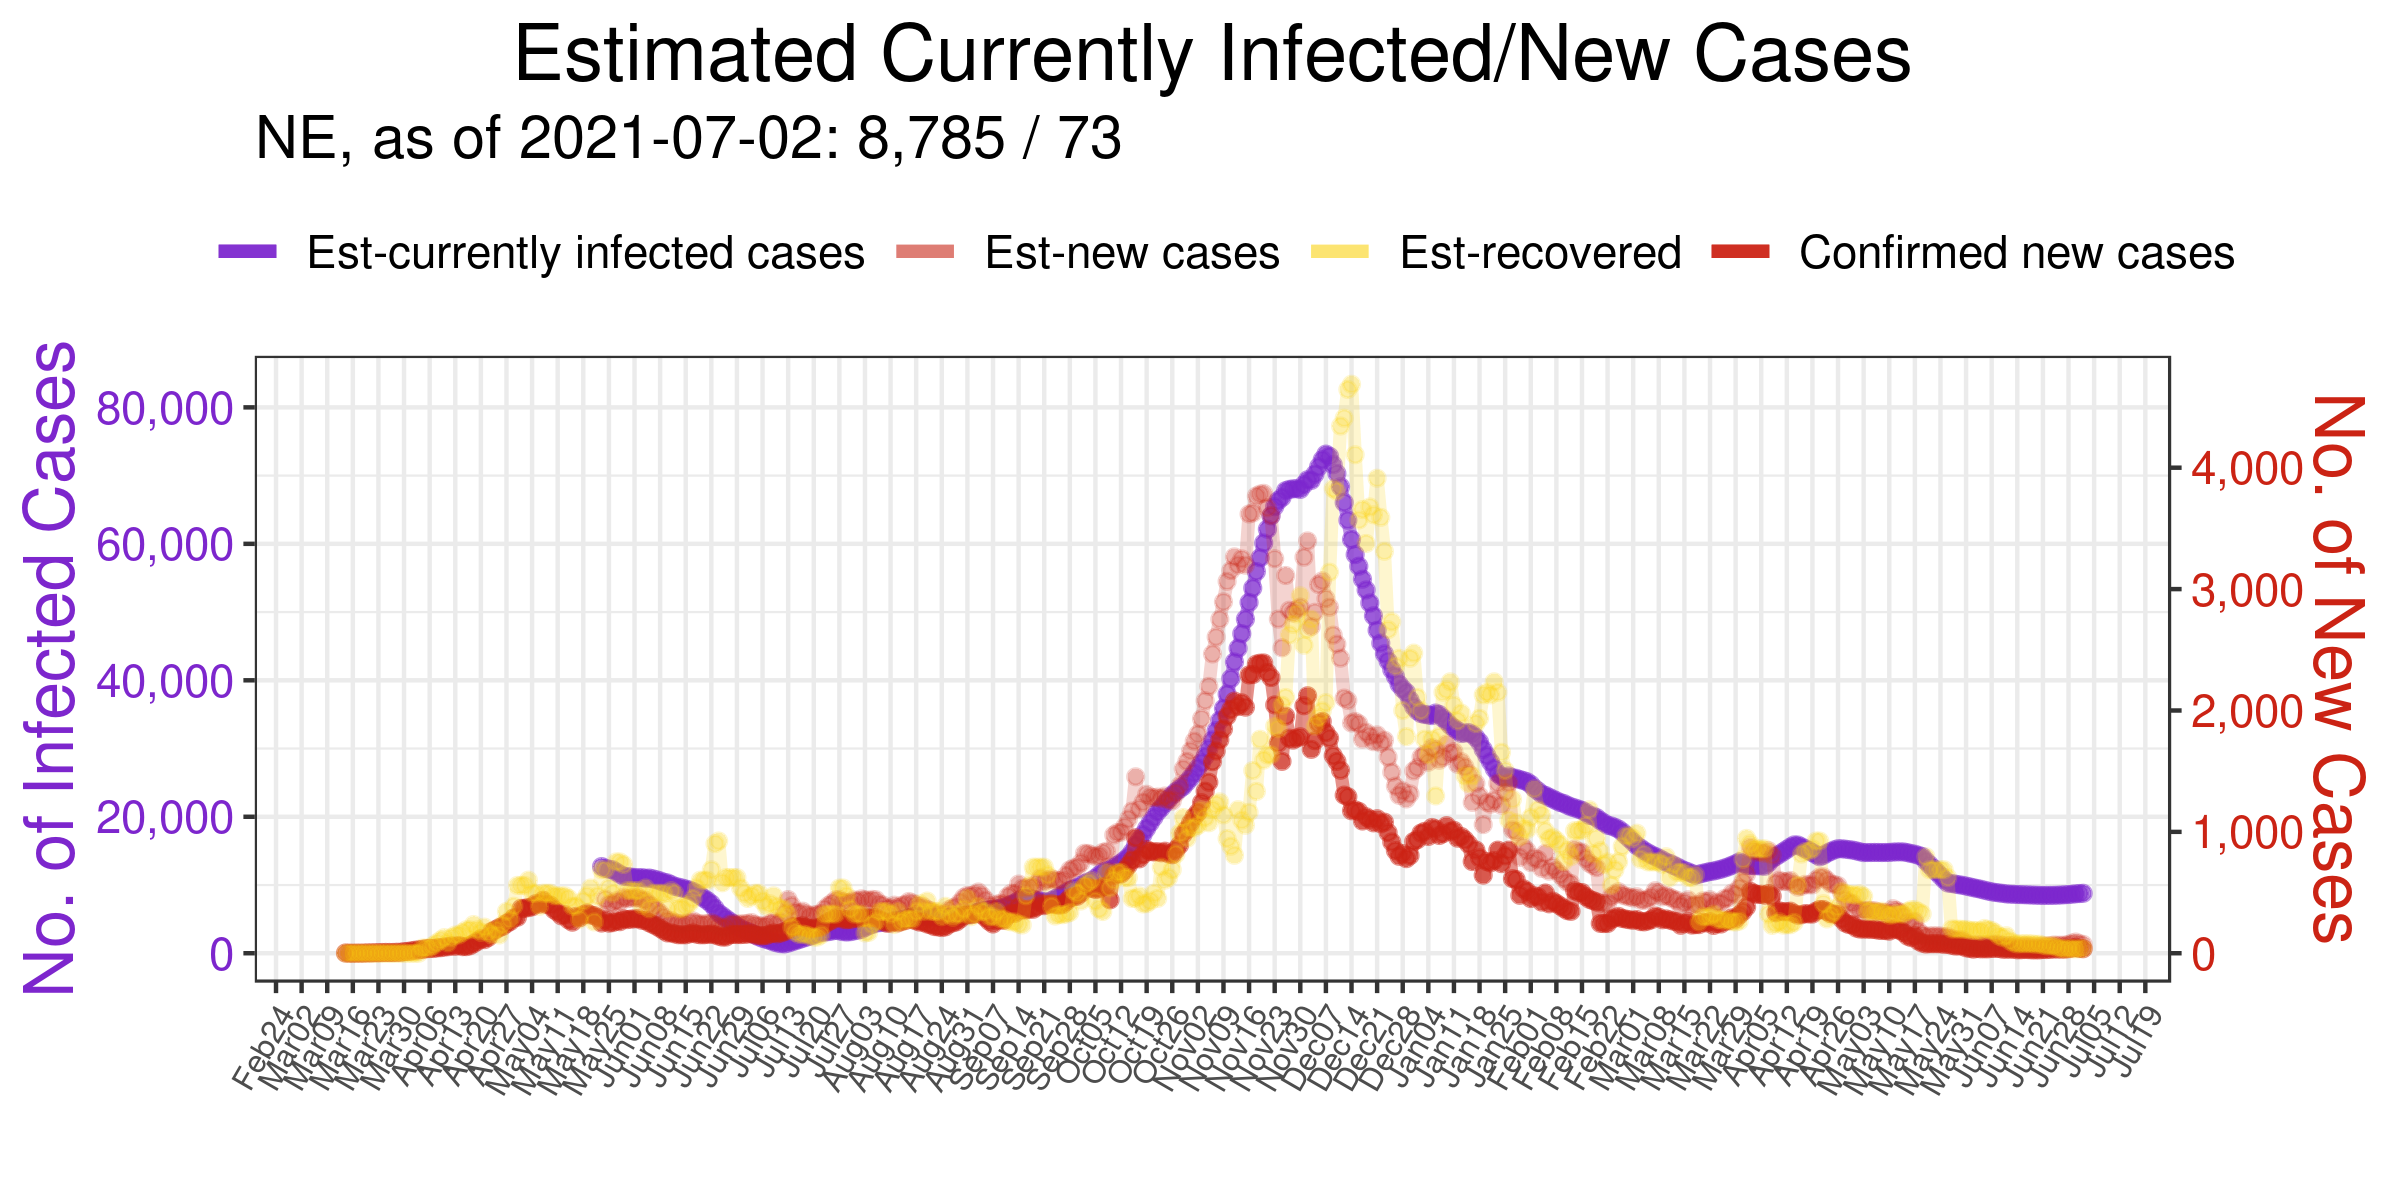 Estimated Currently Infected/New Cases
NE, as of 2021-07-02: 8,785 / 73
Est-currently infected cases
Est-new cases
Est-recovered
Confirmed new cases
No. of Infected Cases
80,000
60,000
40,000
20,000
0
No. of New Cases
4,000
3,000
2,000
1,000
0
Feb24
Mar02
Mar09
Mar16
Mar23
Mar30
Apr06
Apr13
Apr20
Apr27
May04
May11
May18
May25
Jun01
Jun08
Jun15
Jun22
Jun29
Jul06
Jul13
Jul20
Jul27
Aug03
Aug10
Aug17
Aug24
Aug31
Sep07
Sep14
Sep21
Sep28
Oct05
Oct12
Oct19
Oct26
Nov02
Nov09
Nov16
Nov23
Nov30
Dec07
Dec14
Dec21
Dec28
Jan04
Jan11
Jan18
Jan25
Feb01
Feb08
Feb15
Feb22
Mar01
Mar08
Mar15
Mar22
Mar29
Apr05
Apr12
Apr19
Apr26
May03
May10
May17
May24
May31
Jun07
Jun14
Jun21
Jun28
Jul05
Jul12
Jul19